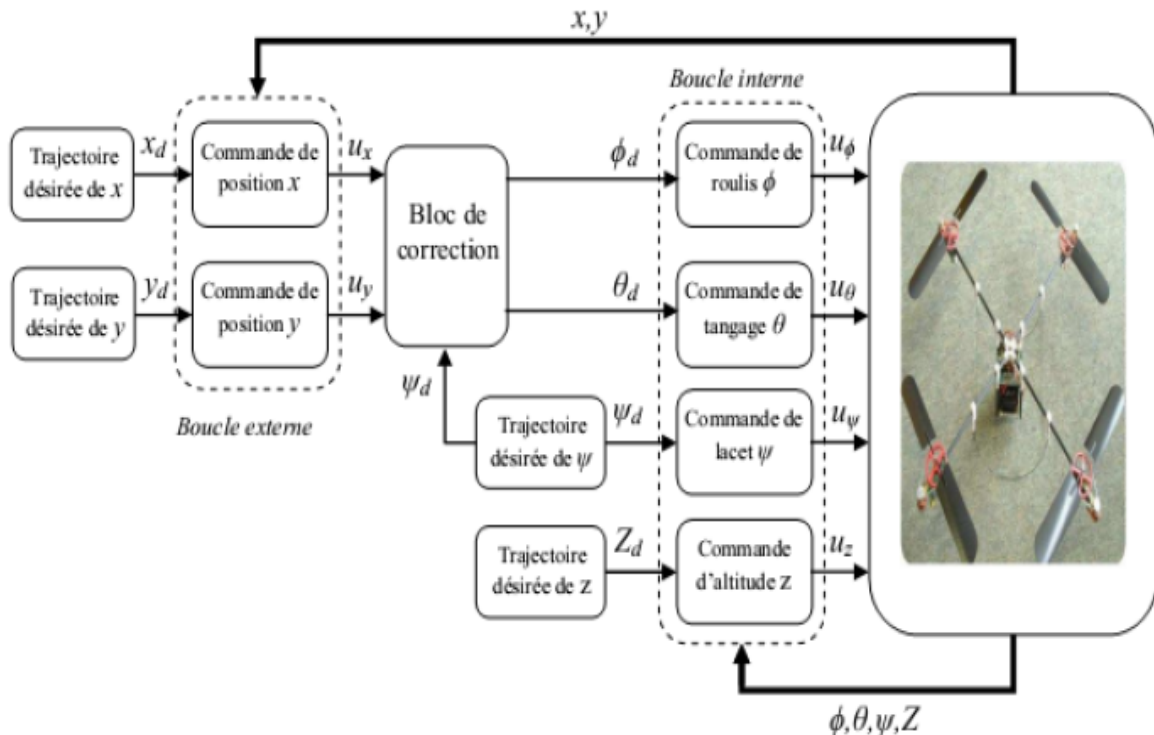 x,y
Boucle interne
Trajectoire
désirée de x
x_d
Commande de
position x
u_x
Bloc de
correction
ϕ_d
Commande de
roulis ϕ
u_ϕ
Trajectoire
désirée de y
y_d
Commande de
position y
u_y
θ_d
Commande de
tangage θ
u_θ
Boucle externe
ψ_d
Trajectoire
désirée de ψ
ψ_d
Commande de
lacet ψ
u_ψ
Trajectoire
désirée de z
Z_d
Commande
d'altitude z
u_z
ϕ,θ,ψ,Z